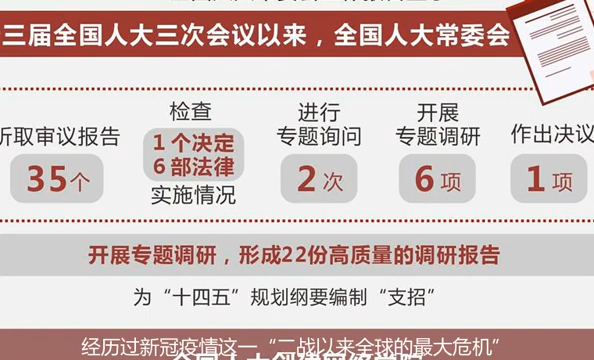 三届全国人大三次会议以来，全国人大常委会
听取审议报告
35个
检查
1个决定
6部法律
实施情况
进行
专题询问
2次
开展
专题调研
6项
作出决议
1项
开展专题调研，形成22份高质量的调研报告
为“十四五”规划纲要编制“支招”
经历过新冠疫情这一“二战以来全球的最大危机”